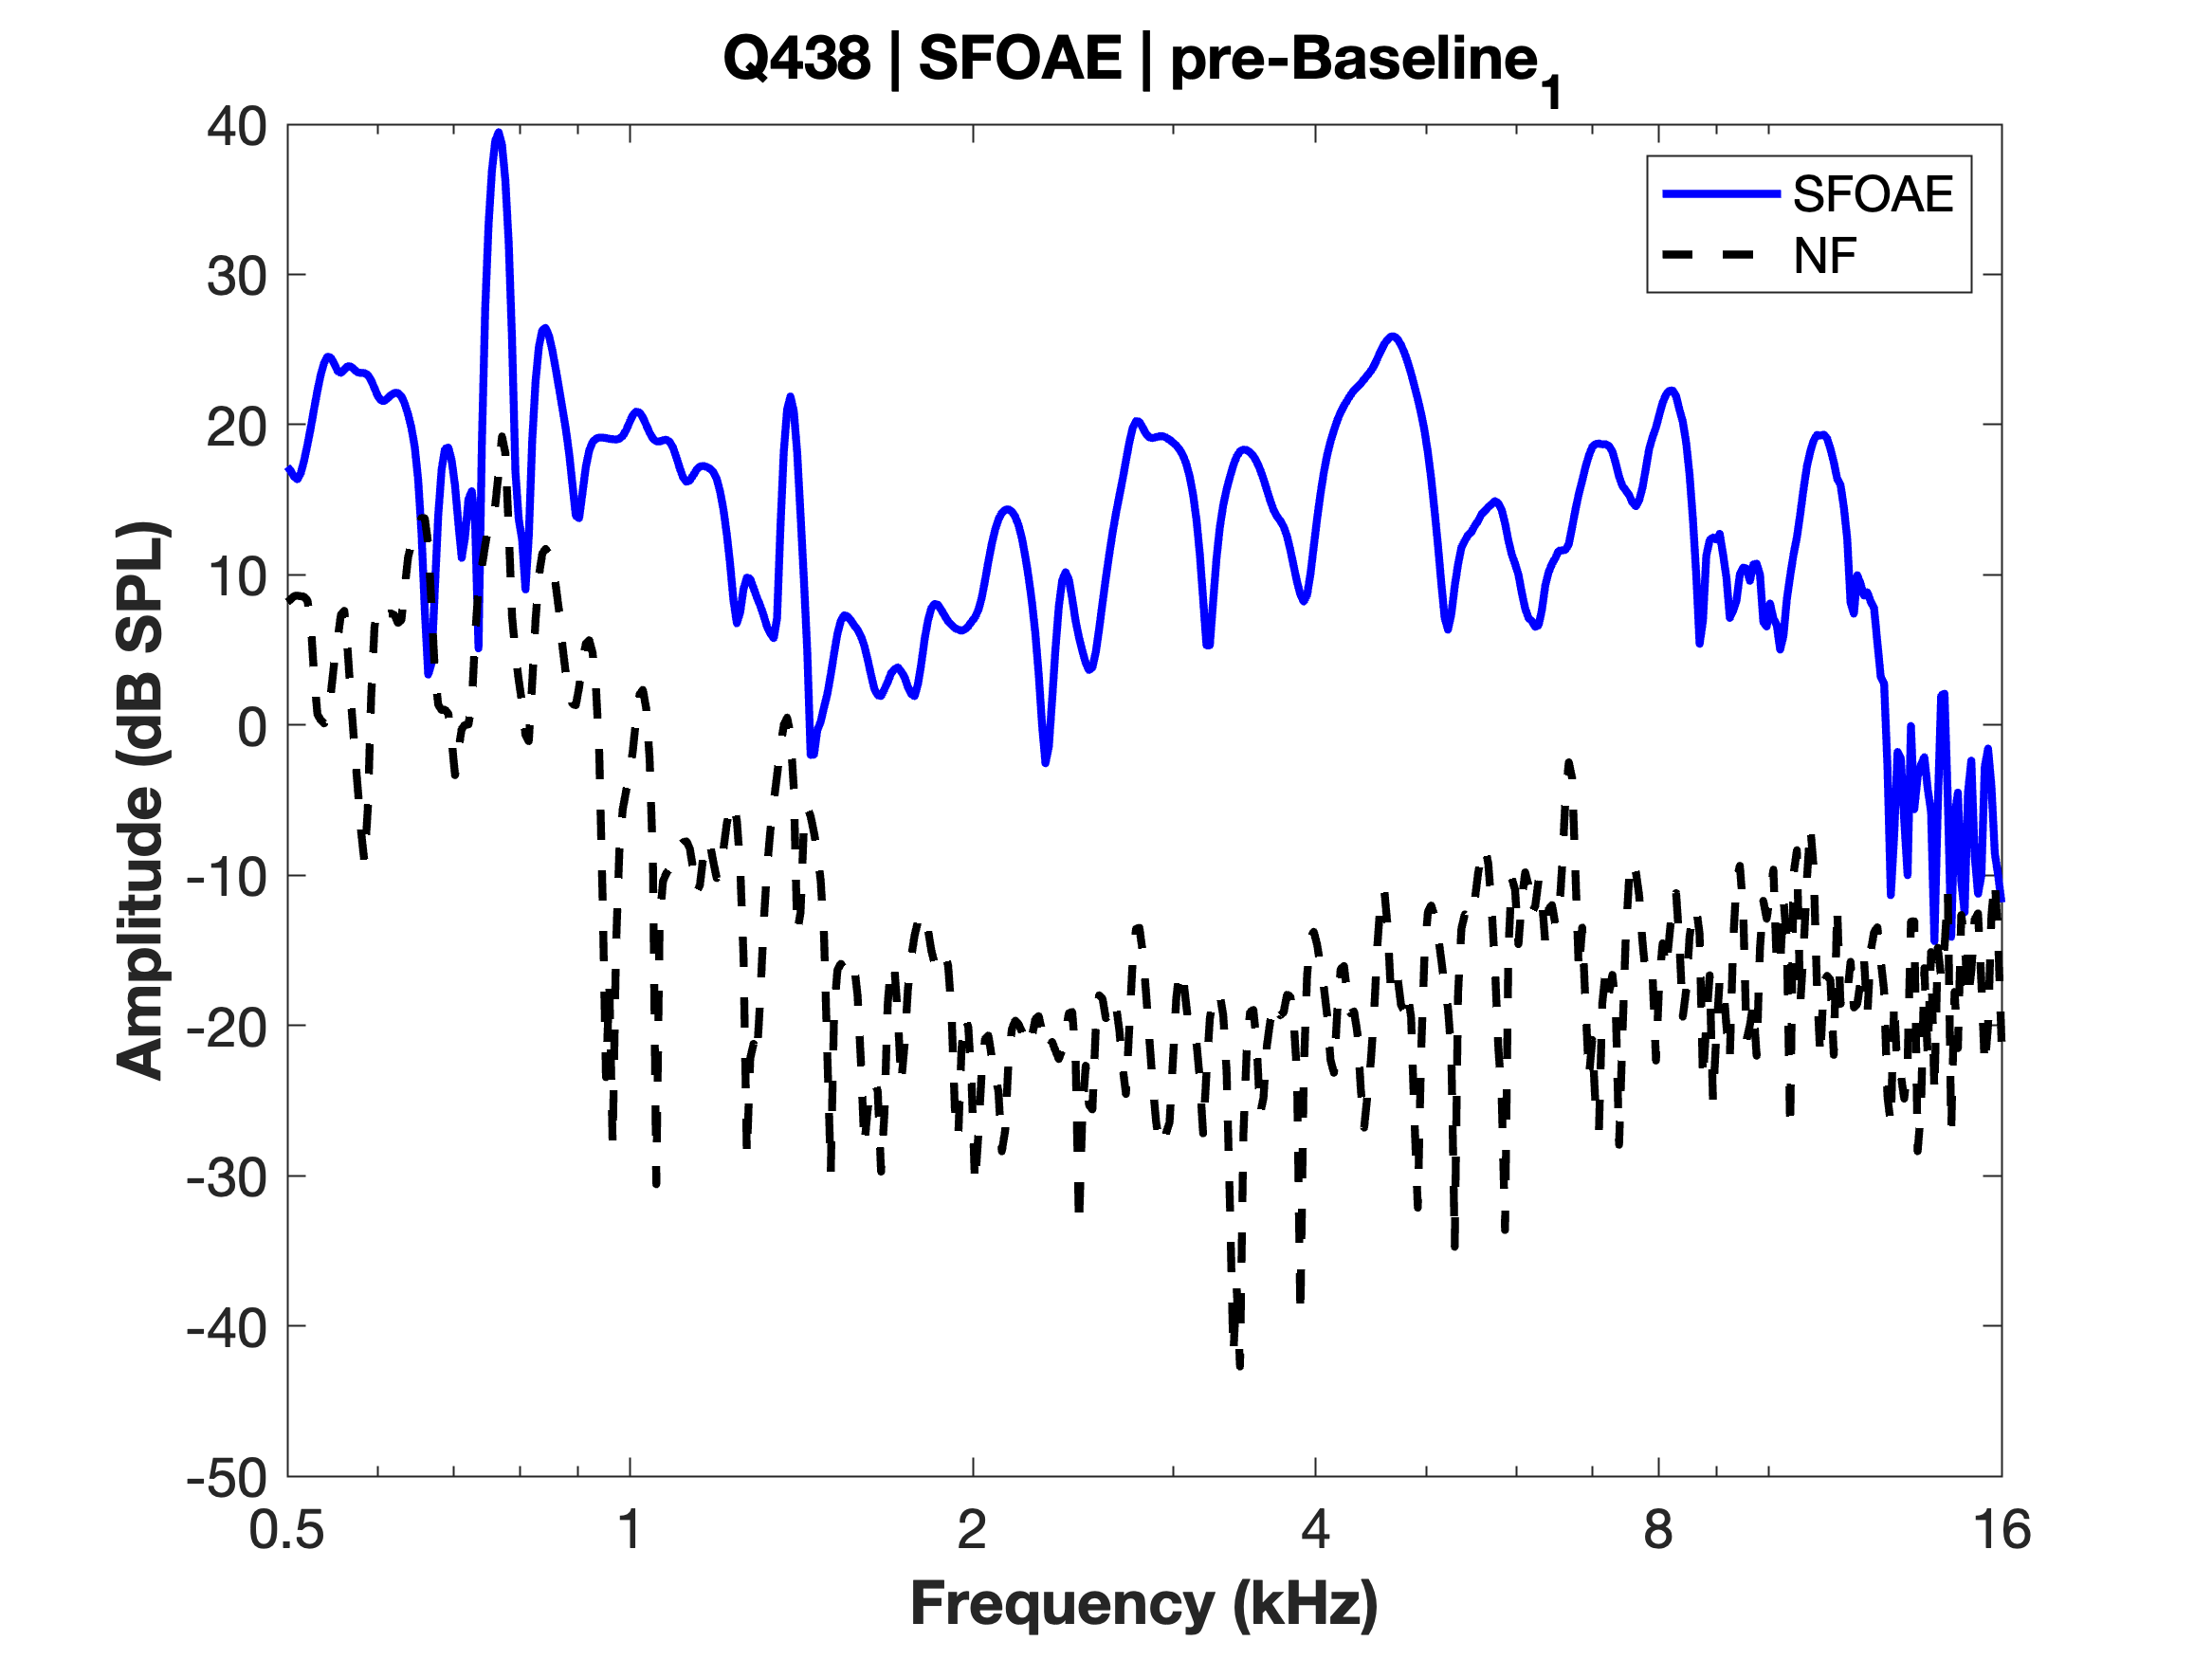 Q438 | SFOAE | pre-Baseline1
40
30
20
10
0
-10
-20
-30
-40
-50
Amplitude (dB SPL)
SFOAE
NF
0.5 1 2 4 8 16
Frequency (kHz)